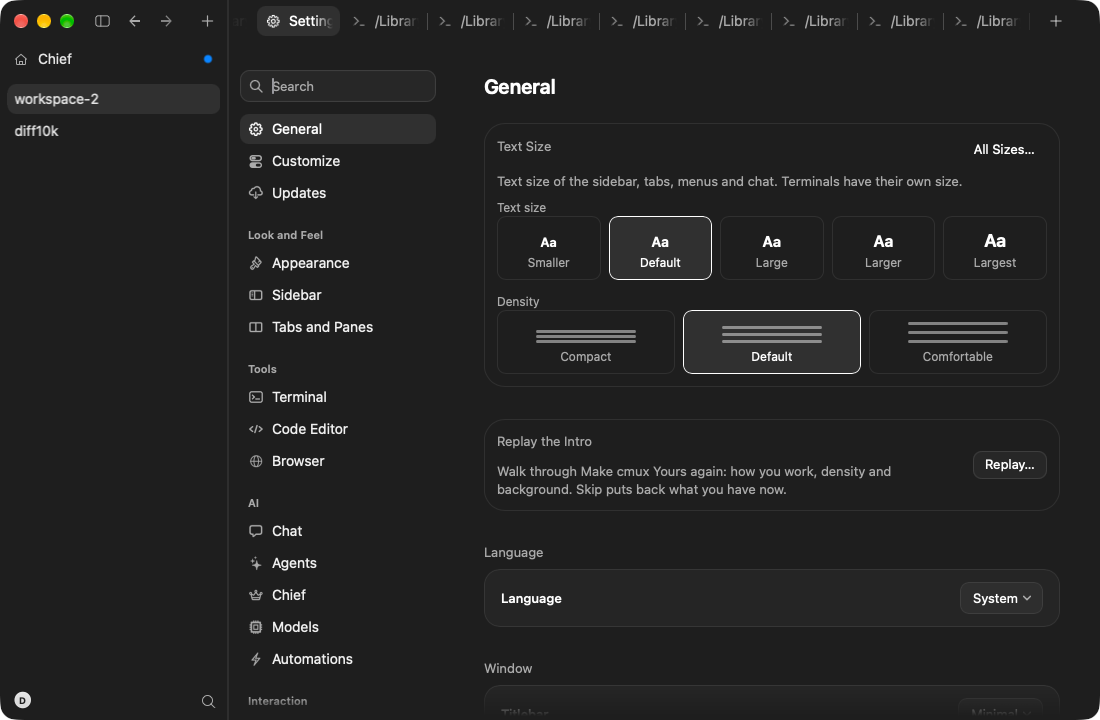 Setting
/Librar
/Librar
/Librar
/Librar
/Librar
/Librar
/Librar
/Librar
Chief
workspace-2
diff10k
D
Search
General
Customize
Updates
Look and Feel
Appearance
Sidebar
Tabs and Panes
Tools
Terminal
Code Editor
Browser
AI
Chat
Agents
Chief
Models
Automations
Interaction
General
Text Size
All Sizes...
Text size of the sidebar, tabs, menus and chat. Terminals have their own size.
Text size
Aa Aa Aa Aa Aa
Smaller Default Large Larger Largest
Density
Compact Default Comfortable
Replay the Intro
Walk through Make cmux Yours again: how you work, density and
background. Skip puts back what you have now.
Replay...
Language
Language
System
Window
Titlebar
Minimal